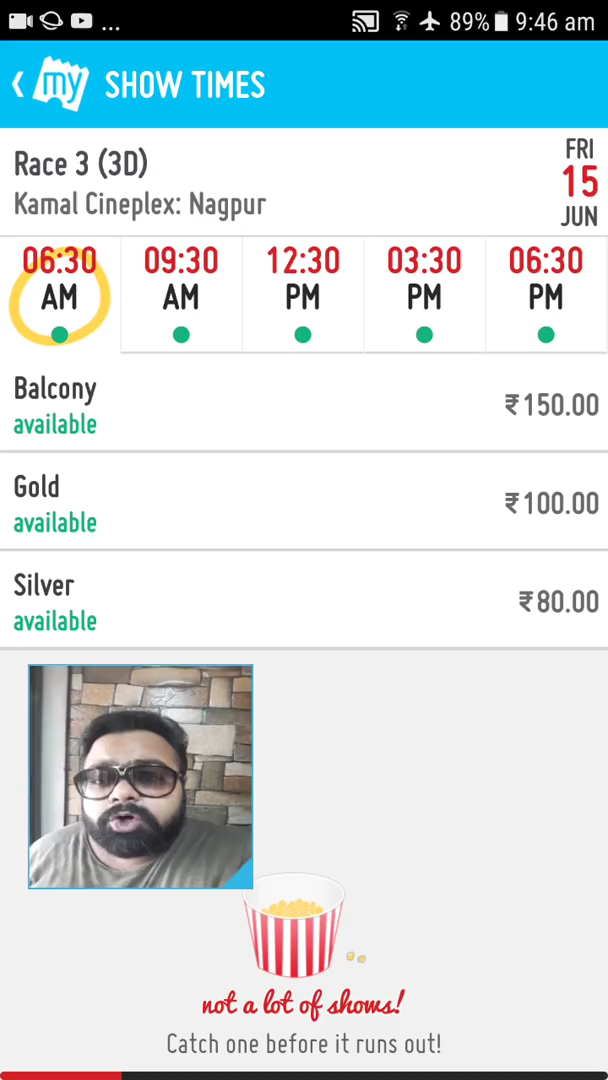 ... 89% 9:46 am
my SHOW TIMES
Race 3 (3D)
Kamal Cineplex: Nagpur
FRI
15
JUN
06:30 09:30 12:30 03:30 06:30
AM AM PM PM PM
Balcony ₹150.00
available
Gold ₹100.00
available
Silver ₹80.00
available
not a lot of shows!
Catch one before it runs out!